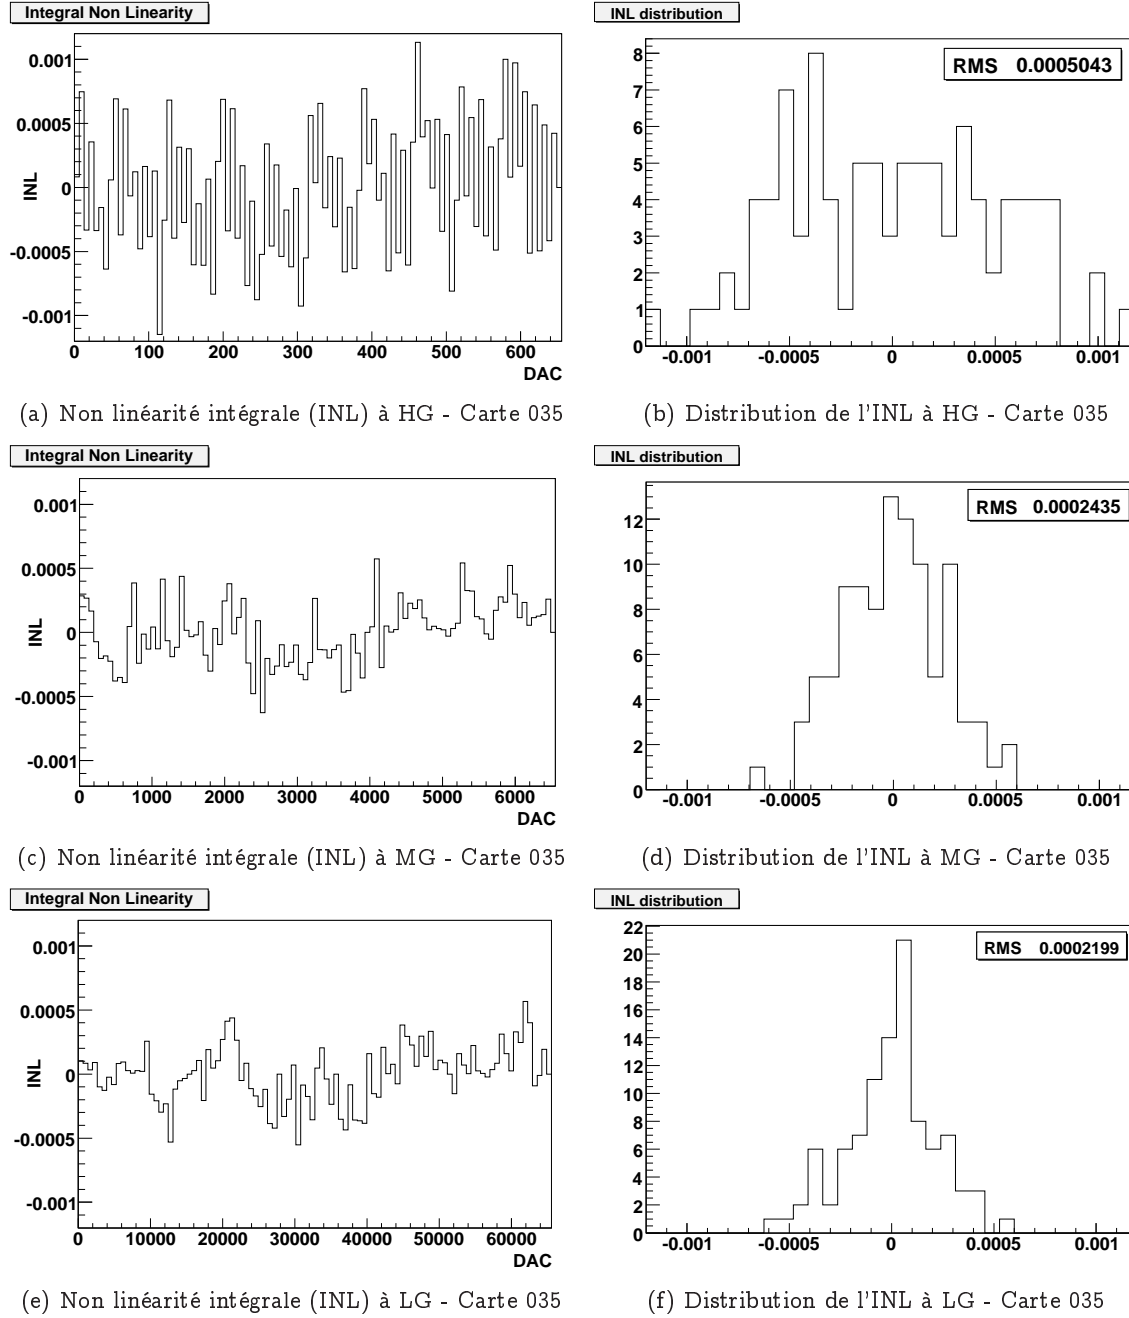 Integral Non Linearity
INL distribution
0.001
0.0005
0
-0.0005
-0.001
INL
0 100 200 300 400 500 600
DAC
RMS 0.0005043
8
7
6
5
4
3
2
1
0
-0.001 -0.0005 0 0.0005 0.001
(a) Non linéarité intégrale (INL) à HG - Carte 035
(b) Distribution de l'INL à HG - Carte 035
Integral Non Linearity
INL distribution
0.001
0.0005
0
-0.0005
-0.001
INL
0 1000 2000 3000 4000 5000 6000
DAC
RMS 0.0002435
12
10
8
6
4
2
0
-0.001 -0.0005 0 0.0005 0.001
(c) Non linéarité intégrale (INL) à MG - Carte 035
(d) Distribution de l'INL à MG - Carte 035
Integral Non Linearity
INL distribution
0.001
0.0005
0
-0.0005
-0.001
INL
0 10000 20000 30000 40000 50000 60000
DAC
RMS 0.0002199
22
20
18
16
14
12
10
8
6
4
2
0
-0.001 -0.0005 0 0.0005 0.001
(e) Non linéarité intégrale (INL) à LG - Carte 035
(f) Distribution de l'INL à LG - Carte 035